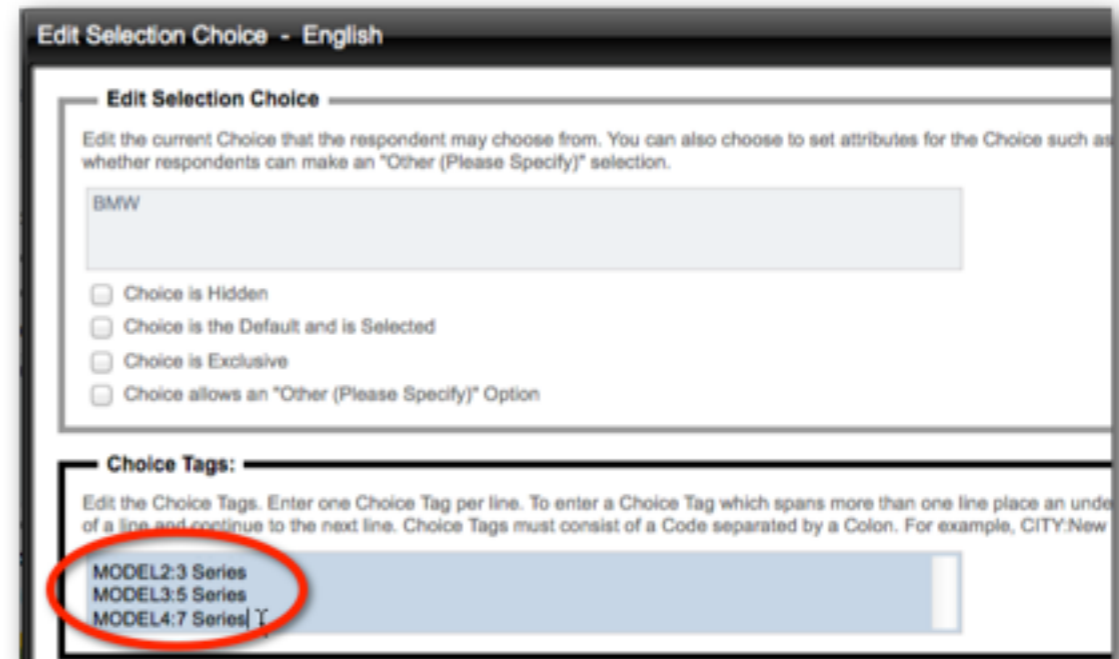 Edit Selection Choice - English
Edit Selection Choice
Edit the current Choice that the respondent may choose from. You can also choose to set attributes for the Choice such as
whether respondents can make an "Other (Please Specify)" selection.
BMW
Choice is Hidden
Choice is the Default and is Selected
Choice is Exclusive
Choice allows an "Other (Please Specify)" Option
Choice Tags:
Edit the Choice Tags. Enter one Choice Tag per line. To enter a Choice Tag which spans more than one line place an unde
of a line and continue to the next line. Choice Tags must consist of a Code separated by a Colon. For example, CITY:New
MODEL2:3 Series
MODEL3:5 Series
MODEL4:7 Series